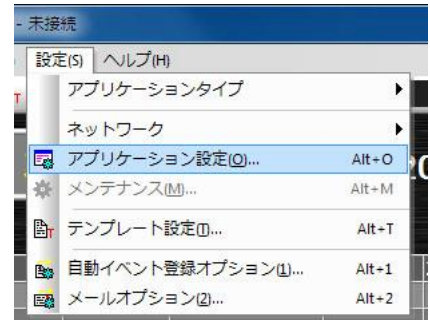 - 未接続
設定(S) ヘルプ(H)
アプリケーションタイプ
ネットワーク
アプリケーション設定(O)... Alt+O
メンテナンス(M)... Alt+M
テンプレート設定(T)... Alt+T
自動イベント登録オプション(1)... Alt+1
メールオプション(2)... Alt+2